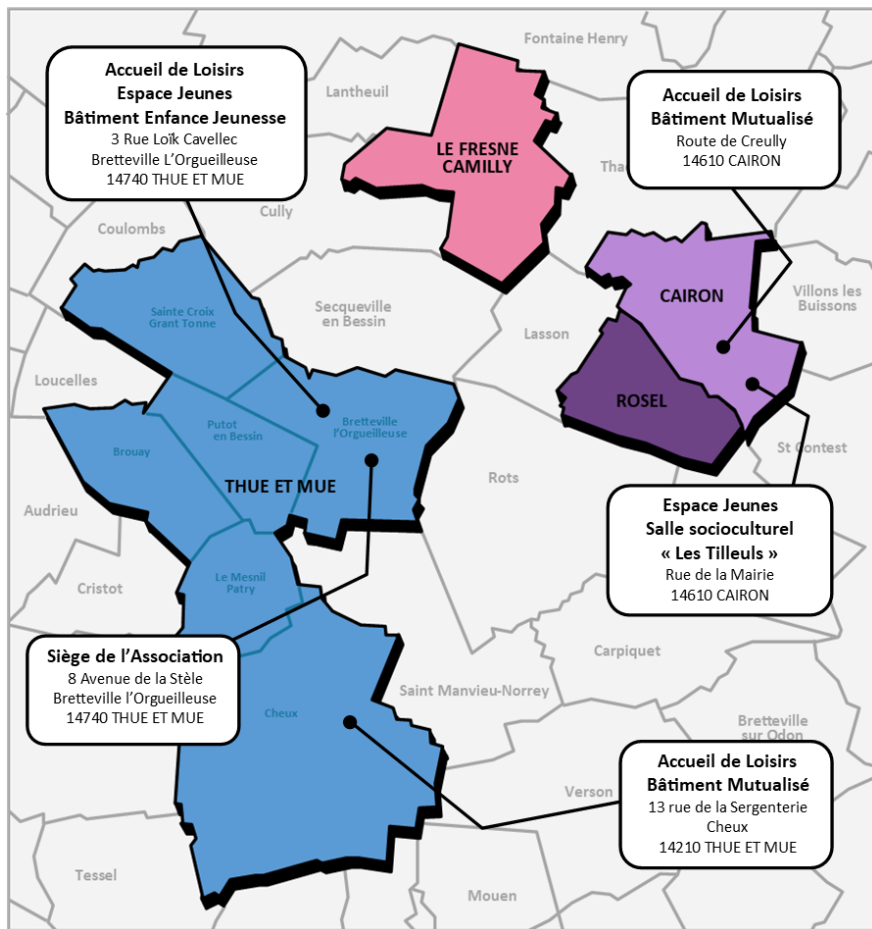 Fontaine Henry
Accueil de Loisirs
Espace Jeunes
Bâtiment Enfance Jeunesse
3 Rue Loïk Cavellec
Bretteville L'Orgueilleuse
14740 THUE ET MUE
Lantheuil
Accueil de Loisirs
Bâtiment Mutualisé
Route de Creully
14610 CAIRON
LE FRESNE
CAMILLY
Cully
Coulombs
Sainte Croix
Grant Tonne
Secqueville
en Bessin
CAIRON
Villons les
Buissons
Lasson
Loucelles
ROSEL
Putot
en Bessin
Bretteville
l'Orgueilleuse
Brouay
St Contest
THUE ET MUE
Rots
Audrieu
Espace Jeunes
Salle socioculturel
« Les Tilleuls »
Rue de la Mairie
14610 CAIRON
Le Mesnil
Patry
Cristot
Siège de l'Association
8 Avenue de la Stèle
Bretteville l'Orgueilleuse
14740 THUE ET MUE
Carpiquet
Saint Manvieu-Norrey
Cheux
Bretteville
sur Odon
Accueil de Loisirs
Bâtiment Mutualisé
13 rue de la Sergenterie
Cheux
14210 THUE ET MUE
Verson
Tessel
Mouen